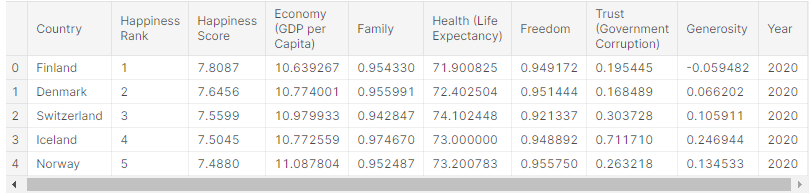 Country Happiness Rank Happiness Score Economy (GDP per Capita) Family Health (Life Expectancy) Freedom Trust (Government Corruption) Generosity Year
0 Finland 1 7.8087 10.639267 0.954330 71.900825 0.949172 0.195445 -0.059482 2020
1 Denmark 2 7.6456 10.774001 0.955991 72.402504 0.951444 0.168489 0.066202 2020
2 Switzerland 3 7.5599 10.979933 0.942847 74.102448 0.921337 0.303728 0.105911 2020
3 Iceland 4 7.5045 10.772559 0.974670 73.000000 0.948892 0.711710 0.246944 2020
4 Norway 5 7.4880 11.087804 0.952487 73.200783 0.955750 0.263218 0.134533 2020